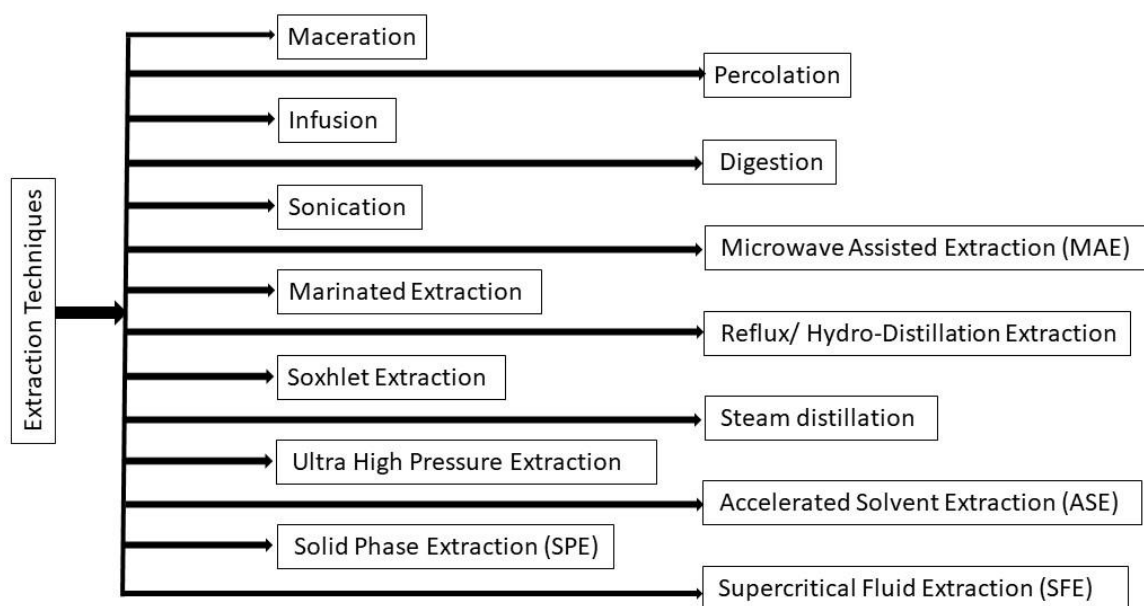 Extraction Techniques
Maceration
Percolation
Infusion
Digestion
Sonication
Microwave Assisted Extraction (MAE)
Marinated Extraction
Reflux/ Hydro-Distillation Extraction
Soxhlet Extraction
Steam distillation
Ultra High Pressure Extraction
Accelerated Solvent Extraction (ASE)
Solid Phase Extraction (SPE)
Supercritical Fluid Extraction (SFE)